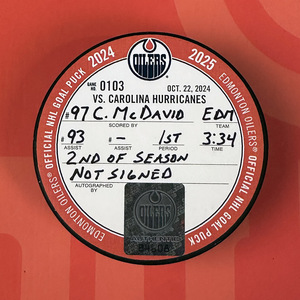 2024
OILERS
2025
GAME
No 0103
OCT. 22, 2024
VS. CAROLINA HURRICANES
#97 C. McDAVID EDM
SCORED BY TEAM
#93 #- 1ST 3:34
ASSIST ASSIST PERIOD TIME
2ND OF SEASON
NOT SIGNED
AUTOGRAPHED
BY
EDMONTON OILERS® OFFICIAL NHL GOAL PUCK
EDMONTON OILERS® OFFICIAL NHL GOAL PUCK